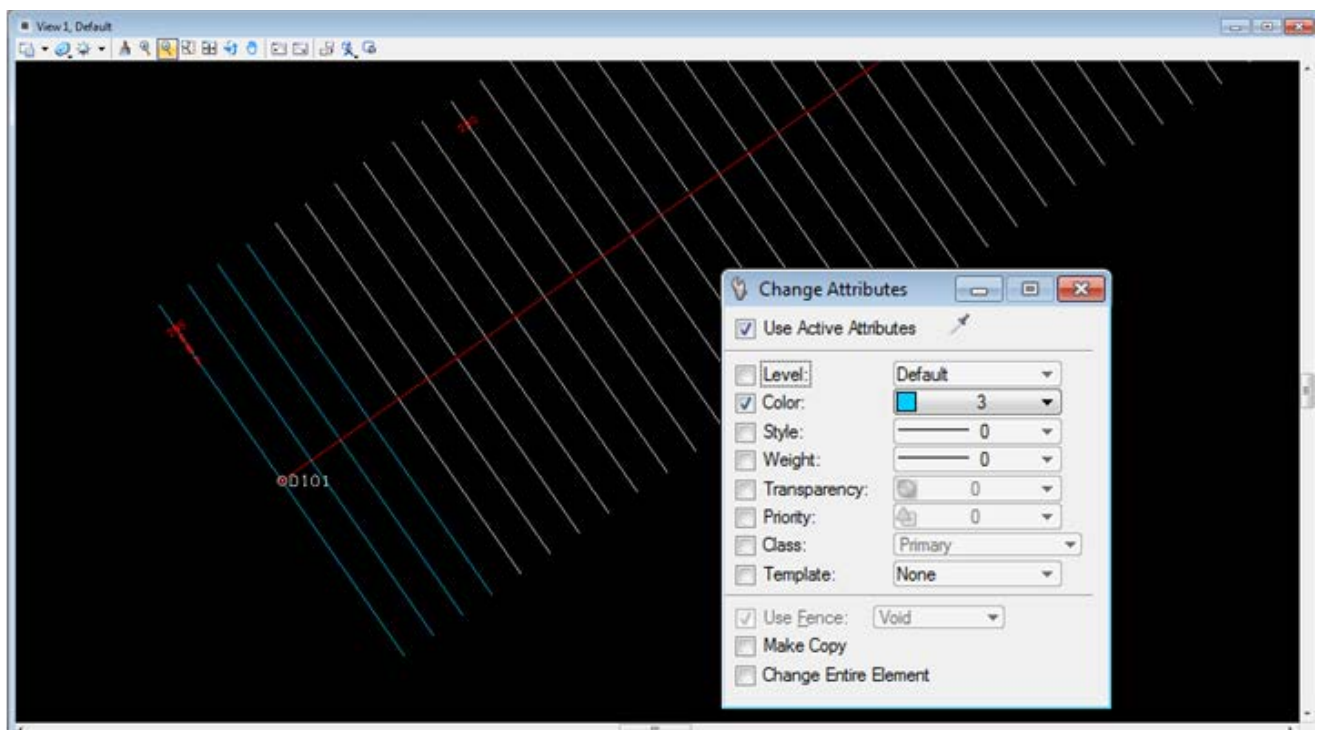 View 1, Default
D101
Change Attributes
Use Active Attributes
Level: Default
Color: 3
Style: 0
Weight: 0
Transparency: 0
Priority: 0
Class: Primary
Template: None
Use Fence: Void
Make Copy
Change Entire Element